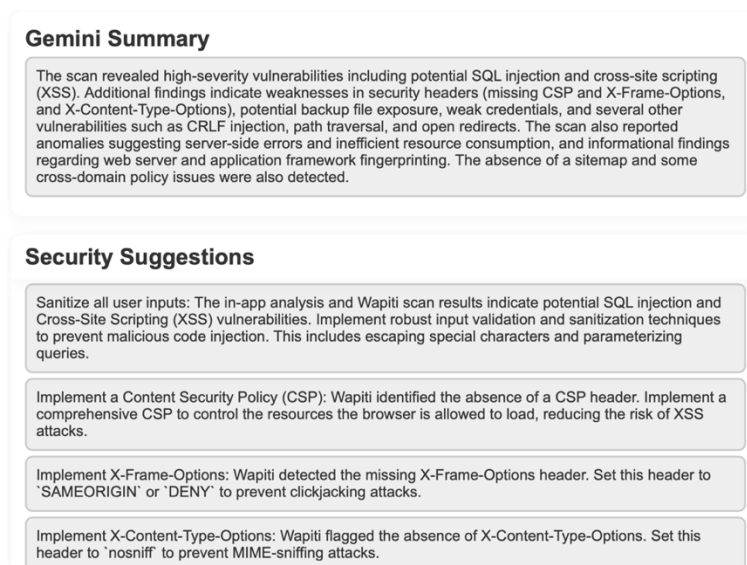 Gemini Summary
The scan revealed high-severity vulnerabilities including potential SQL injection and cross-site scripting
(XSS). Additional findings indicate weaknesses in security headers (missing CSP and X-Frame-Options,
and X-Content-Type-Options), potential backup file exposure, weak credentials, and several other
vulnerabilities such as CRLF injection, path traversal, and open redirects. The scan also reported
anomalies suggesting server-side errors and inefficient resource consumption, and informational findings
regarding web server and application framework fingerprinting. The absence of a sitemap and some
cross-domain policy issues were also detected.
Security Suggestions
Sanitize all user inputs: The in-app analysis and Wapiti scan results indicate potential SQL injection and
Cross-Site Scripting (XSS) vulnerabilities. Implement robust input validation and sanitization techniques
to prevent malicious code injection. This includes escaping special characters and parameterizing
queries.
Implement a Content Security Policy (CSP): Wapiti identified the absence of a CSP header. Implement a
comprehensive CSP to control the resources the browser is allowed to load, reducing the risk of XSS
attacks.
Implement X-Frame-Options: Wapiti detected the missing X-Frame-Options header. Set this header to
`SAMEORIGIN` or `DENY` to prevent clickjacking attacks.
Implement X-Content-Type-Options: Wapiti flagged the absence of X-Content-Type-Options. Set this
header to `nosniff` to prevent MIME-sniffing attacks.